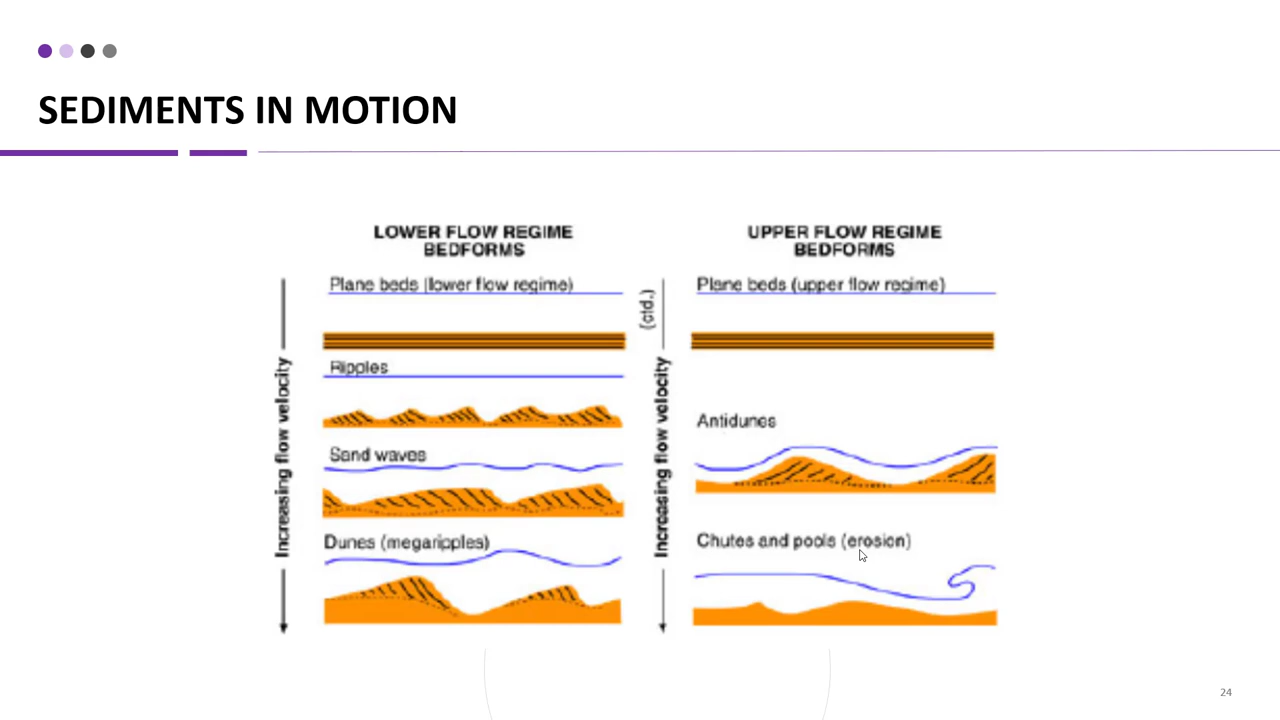 SEDIMENTS IN MOTION
LOWER FLOW REGIME
BEDFORMS
Increasing flow velocity
Plane beds (lower flow regime)
Ripples
Sand waves
Dunes (megaripples)
UPPER FLOW REGIME
BEDFORMS
(ctd.)
Increasing flow velocity
Plane beds (upper flow regime)
Antidunes
Chutes and pools (erosion)
24